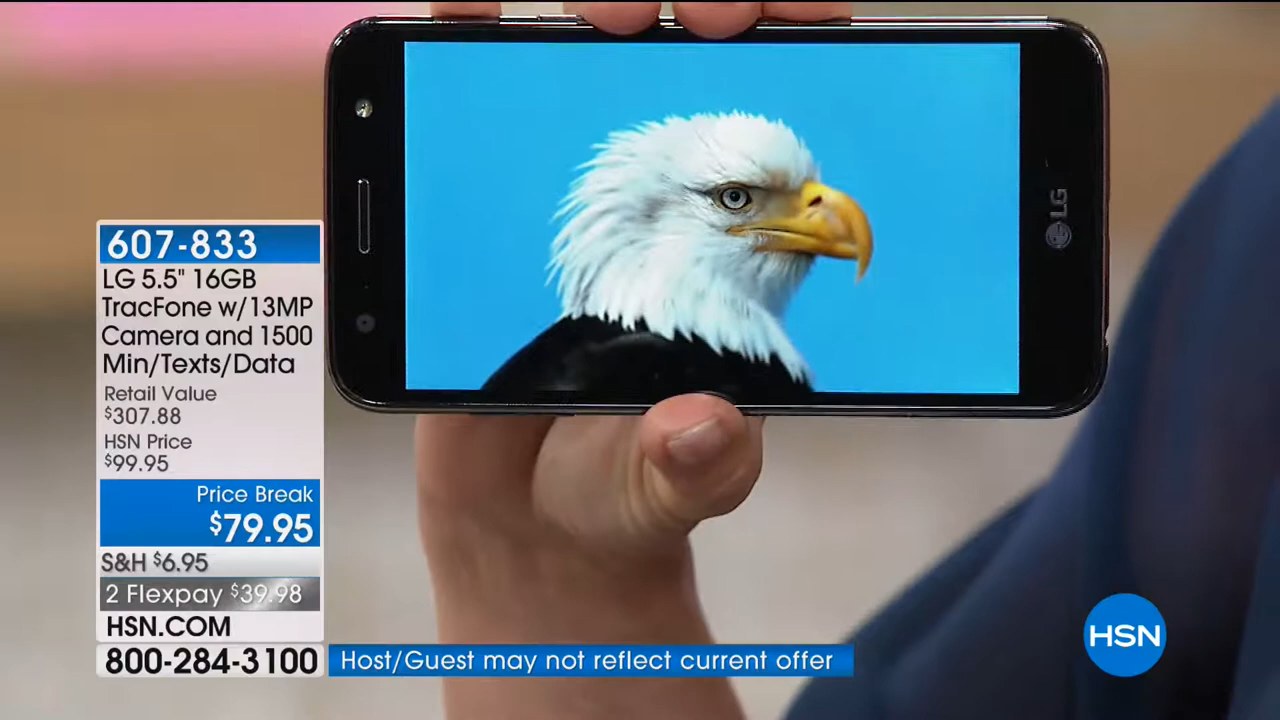 607-833
LG 5.5" 16GB
TracFone w/13MP
Camera and 1500
Min/Texts/Data
Retail Value
$307.88
HSN Price
$99.95
Price Break
$79.95
S&H $6.95
2 Flexpay $39.98
HSN.COM
800-284-3100
Host/Guest may not reflect current offer
LG
HSN